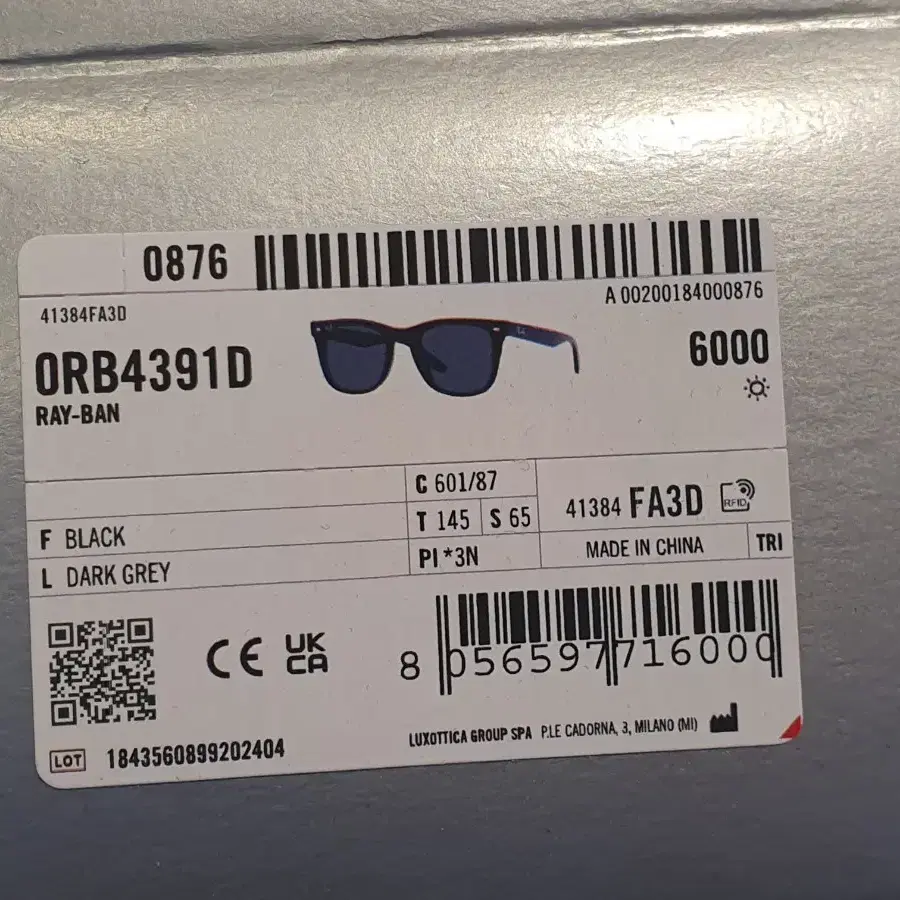 0876
A 00200184000876
41384FA3D
0RB4391D
6000
RAY-BAN
C 601/87
F BLACK
T 145 S 65
41384 FA3D RFID
L DARK GREY
PI *3N
MADE IN CHINA
TRI
CE UK CA
8 056597 716000
LUXOTTICA GROUP SPA P.LE CADORNA, 3, MILANO (MI)
LOT 1843560899202404